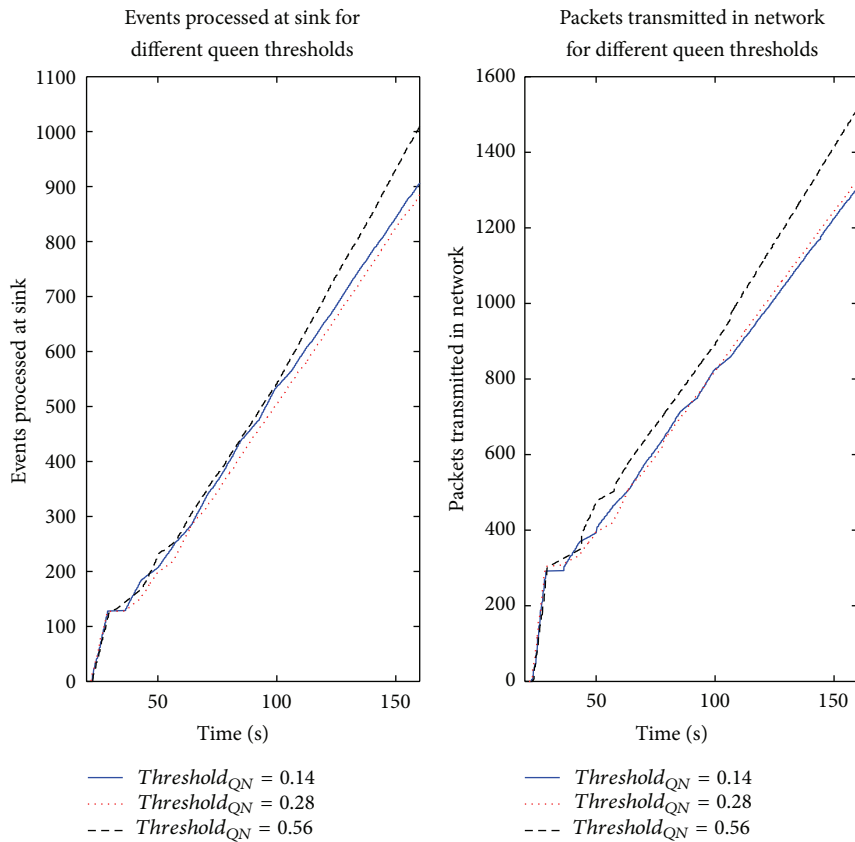 Events processed at sink for
different queen thresholds
1100
1000
900
800
700
600
500
400
300
200
100
0
Events processed at sink
50
100
150
Time (s)
Threshold_QN = 0.14
Threshold_QN = 0.28
Threshold_QN = 0.56
Packets transmitted in network
for different queen thresholds
1600
1400
1200
1000
800
600
400
200
0
Packets transmitted in network
50
100
150
Time (s)
Threshold_QN = 0.14
Threshold_QN = 0.28
Threshold_QN = 0.56